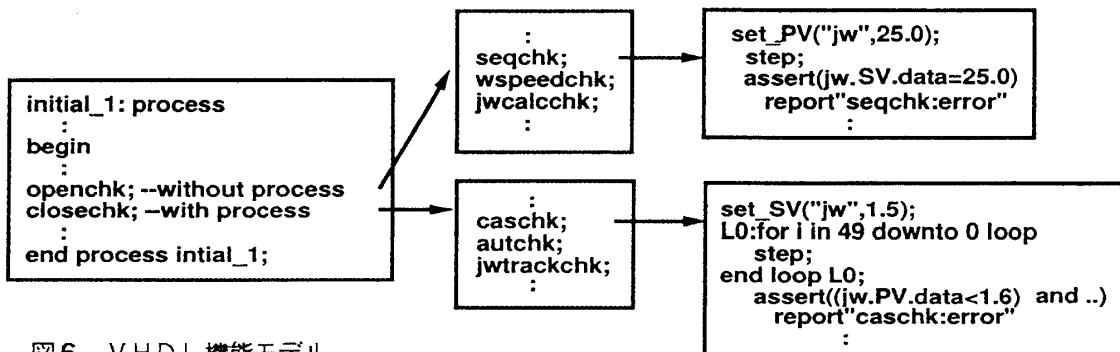 initial_1: process
:
begin
:
openchk; --without process
closechk; --with process
:
end process intial_1;
:
seqchk;
wspeedchk;
jwcalcchk;
:
set_PV("jw",25.0);
step;
assert(jw.SV.data=25.0)
report"seqchk:error"
:
:
caschk;
autchk;
jwtrackchk;
:
set_SV("jw",1.5);
L0:for i in 49 downto 0 loop
step;
end loop L0;
assert((jw.PV.data<1.6) and ..)
report"caschk:error"
:
図6 VHDL機能モデル